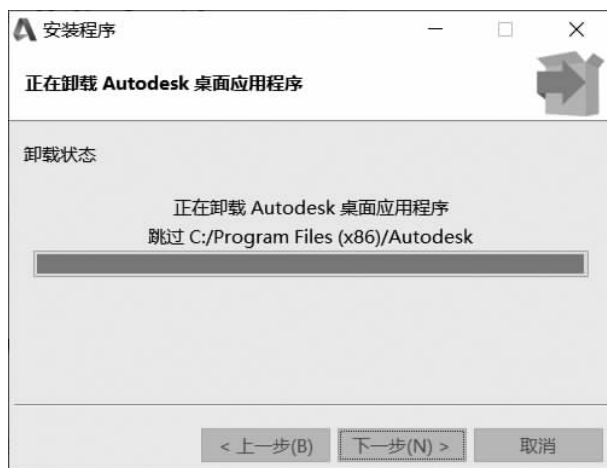 安装程序
正在卸载 Autodesk 桌面应用程序
卸载状态
正在卸载 Autodesk 桌面应用程序
跳过 C:/Program Files (x86)/Autodesk
< 上一步(B) 下一步(N) > 取消